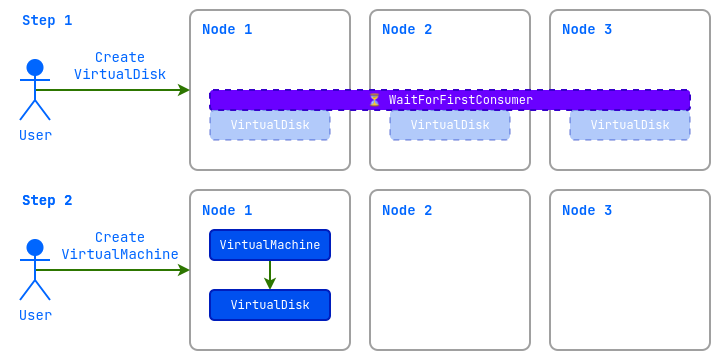 Step 1
Node 1
Node 2
Node 3
Create
VirtualDisk
⏳ WaitForFirstConsumer
VirtualDisk
VirtualDisk
VirtualDisk
User
Step 2
Node 1
Node 2
Node 3
Create
VirtualMachine
VirtualMachine
VirtualDisk
User